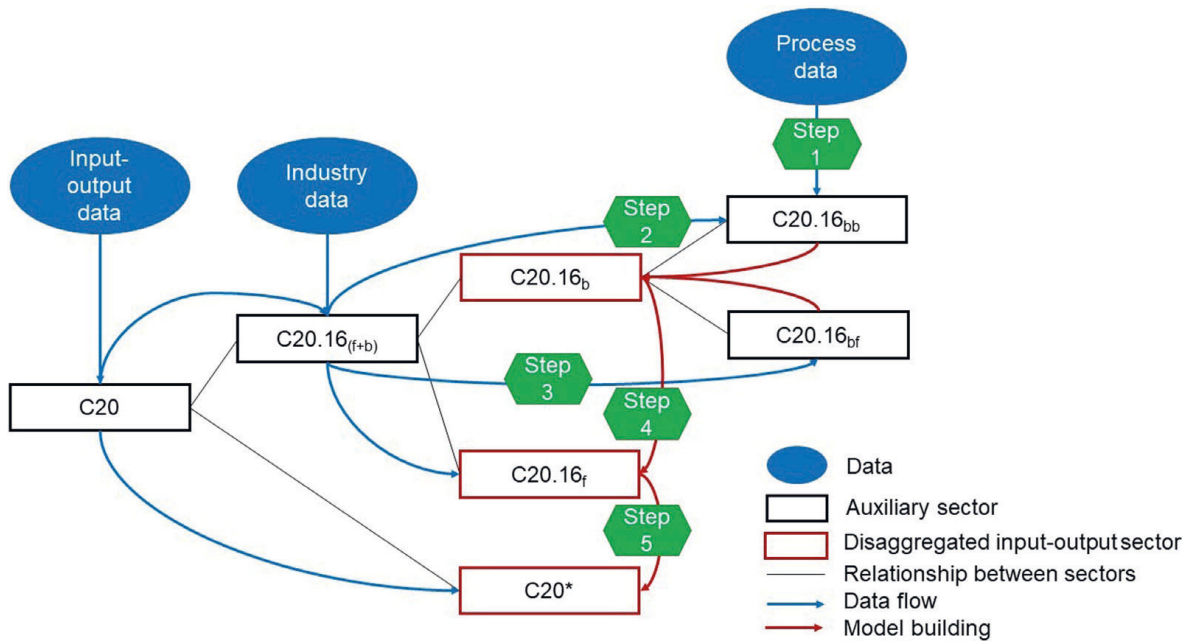 Process
data
Step
1
Input-
output
data
Industry
data
Step
2
C20.16bb
C20.16b
C20.16(f+b)
C20.16bf
Step
3
C20
Step
4
C20.16f
Data
Auxiliary sector
Step
5
Disaggregated input-output sector
Relationship between sectors
C20*
Data flow
Model building